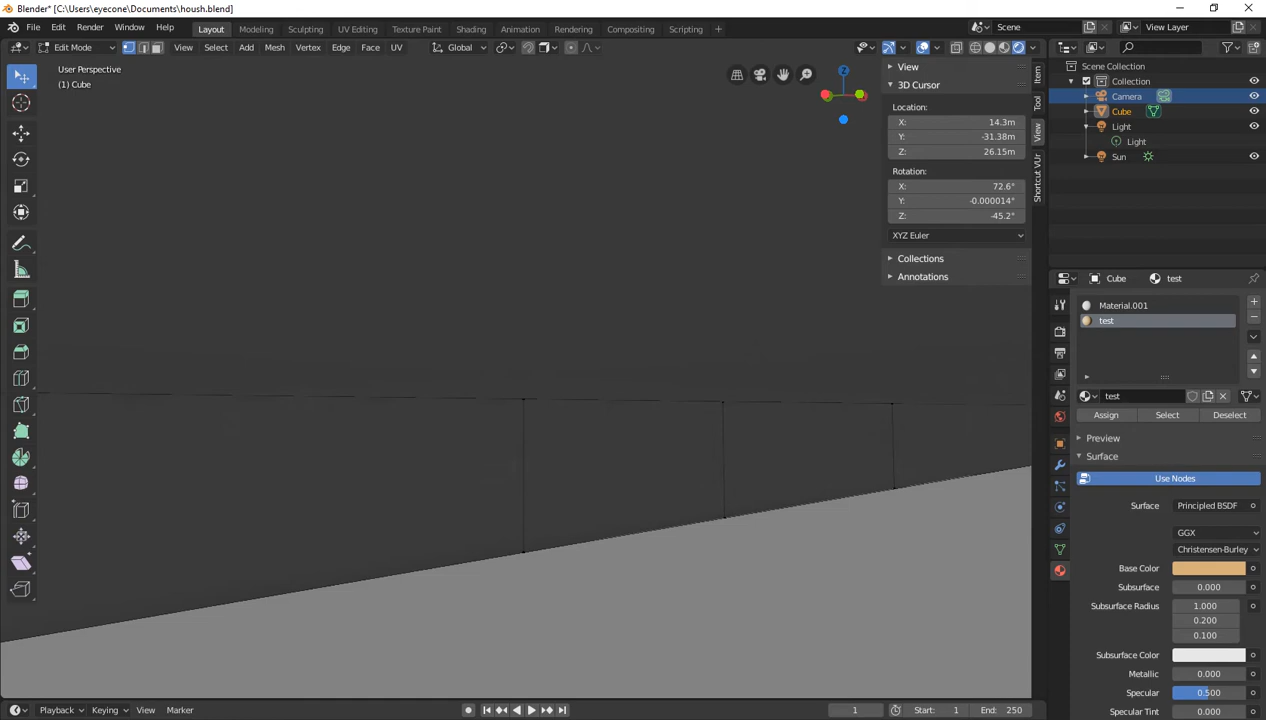 Blender* [C:\Users\eyecone\Documents\housh.blend]
File Edit Render Window Help Layout Modeling Sculpting UV Editing Texture Paint Shading Animation Rendering Compositing Scripting + Scene View Layer
Edit Mode View Select Add Mesh Vertex Edge Face UV Global
User Perspective
(1) Cube
View
3D Cursor
Location:
X: 14.3m
Y: -31.38m
Z: 26.15m
Rotation:
X: 72.6°
Y: -0.000014°
Z: -45.2°
XYZ Euler
Collections
Annotations
Item
Tool
View
Shortcut VUr
Z
Scene Collection
Collection
Camera
Cube
Light
Light
Sun
Cube test
Material.001
test
test
Assign Select Deselect
Preview
Surface
Use Nodes
Surface Principled BSDF
GGX
Christensen-Burley
Base Color
Subsurface 0.000
Subsurface Radius 1.000
0.200
0.100
Subsurface Color
Metallic 0.000
Specular 0.500
Specular Tint 0.000
Playback Keying View Marker 1 Start: 1 End: 250